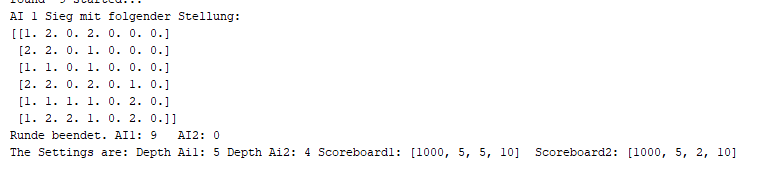 round 9 started...
AI 1 Sieg mit folgender Stellung:
[[1. 2. 0. 2. 0. 0. 0.]
[2. 2. 0. 1. 0. 0. 0.]
[1. 1. 0. 1. 0. 0. 0.]
[2. 2. 0. 2. 0. 1. 0.]
[1. 1. 1. 1. 0. 2. 0.]
[1. 2. 2. 1. 0. 2. 0.]]
Runde beendet. AI1: 9 AI2: 0
The Settings are: Depth Ai1: 5 Depth Ai2: 4 Scoreboard1: [1000, 5, 5, 10] Scoreboard2: [1000, 5, 2, 10]